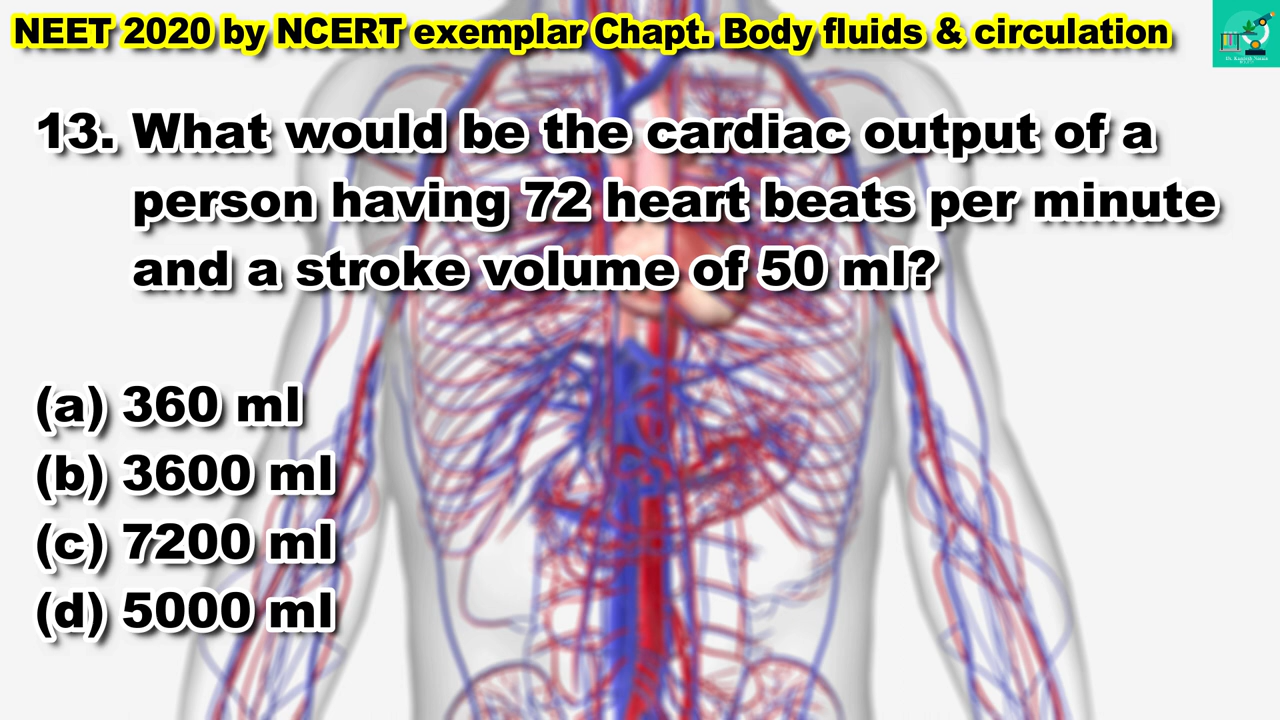 NEET 2020 by NCERT exemplar Chapt. Body fluids & circulation
13. What would be the cardiac output of a
person having 72 heart beats per minute
and a stroke volume of 50 ml?
(a) 360 ml
(b) 3600 ml
(c) 7200 ml
(d) 5000 ml